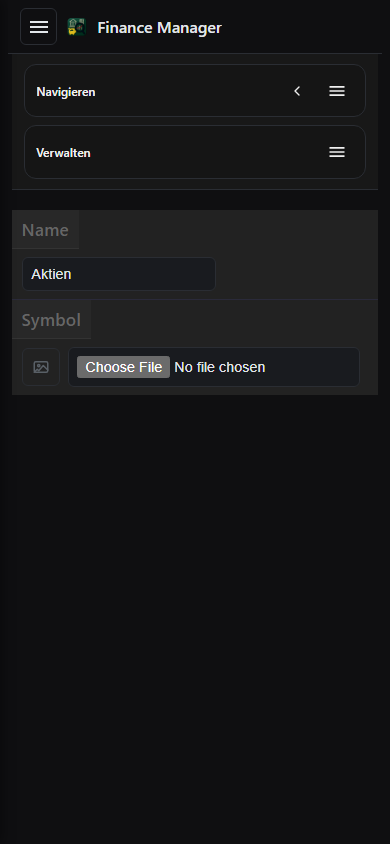 Finance Manager
Navigieren
Verwalten
Name
Aktien
Symbol
Choose File No file chosen